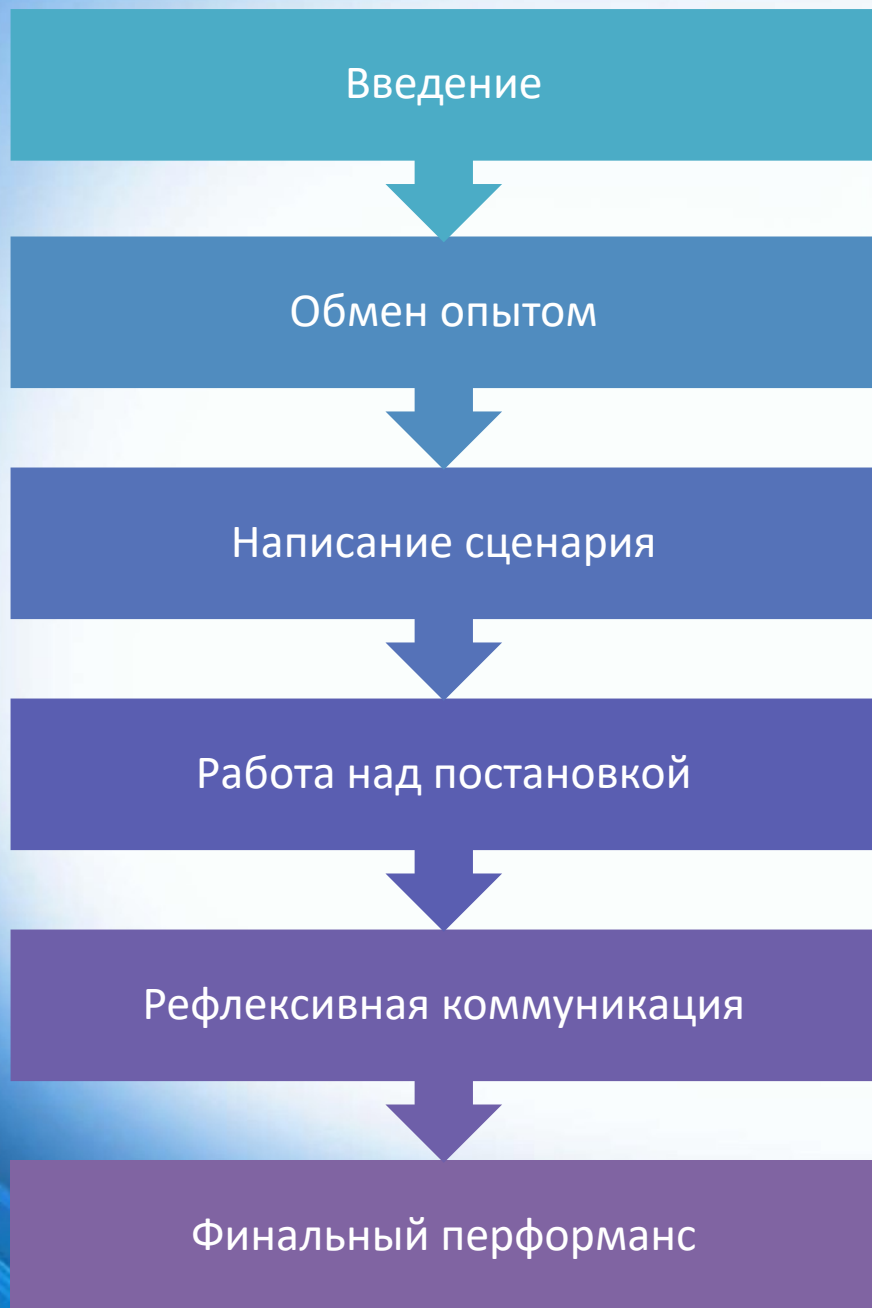 Введение
Обмен опытом
Написание сценария
Работа над постановкой
Рефлексивная коммуникация
Финальный перформанс